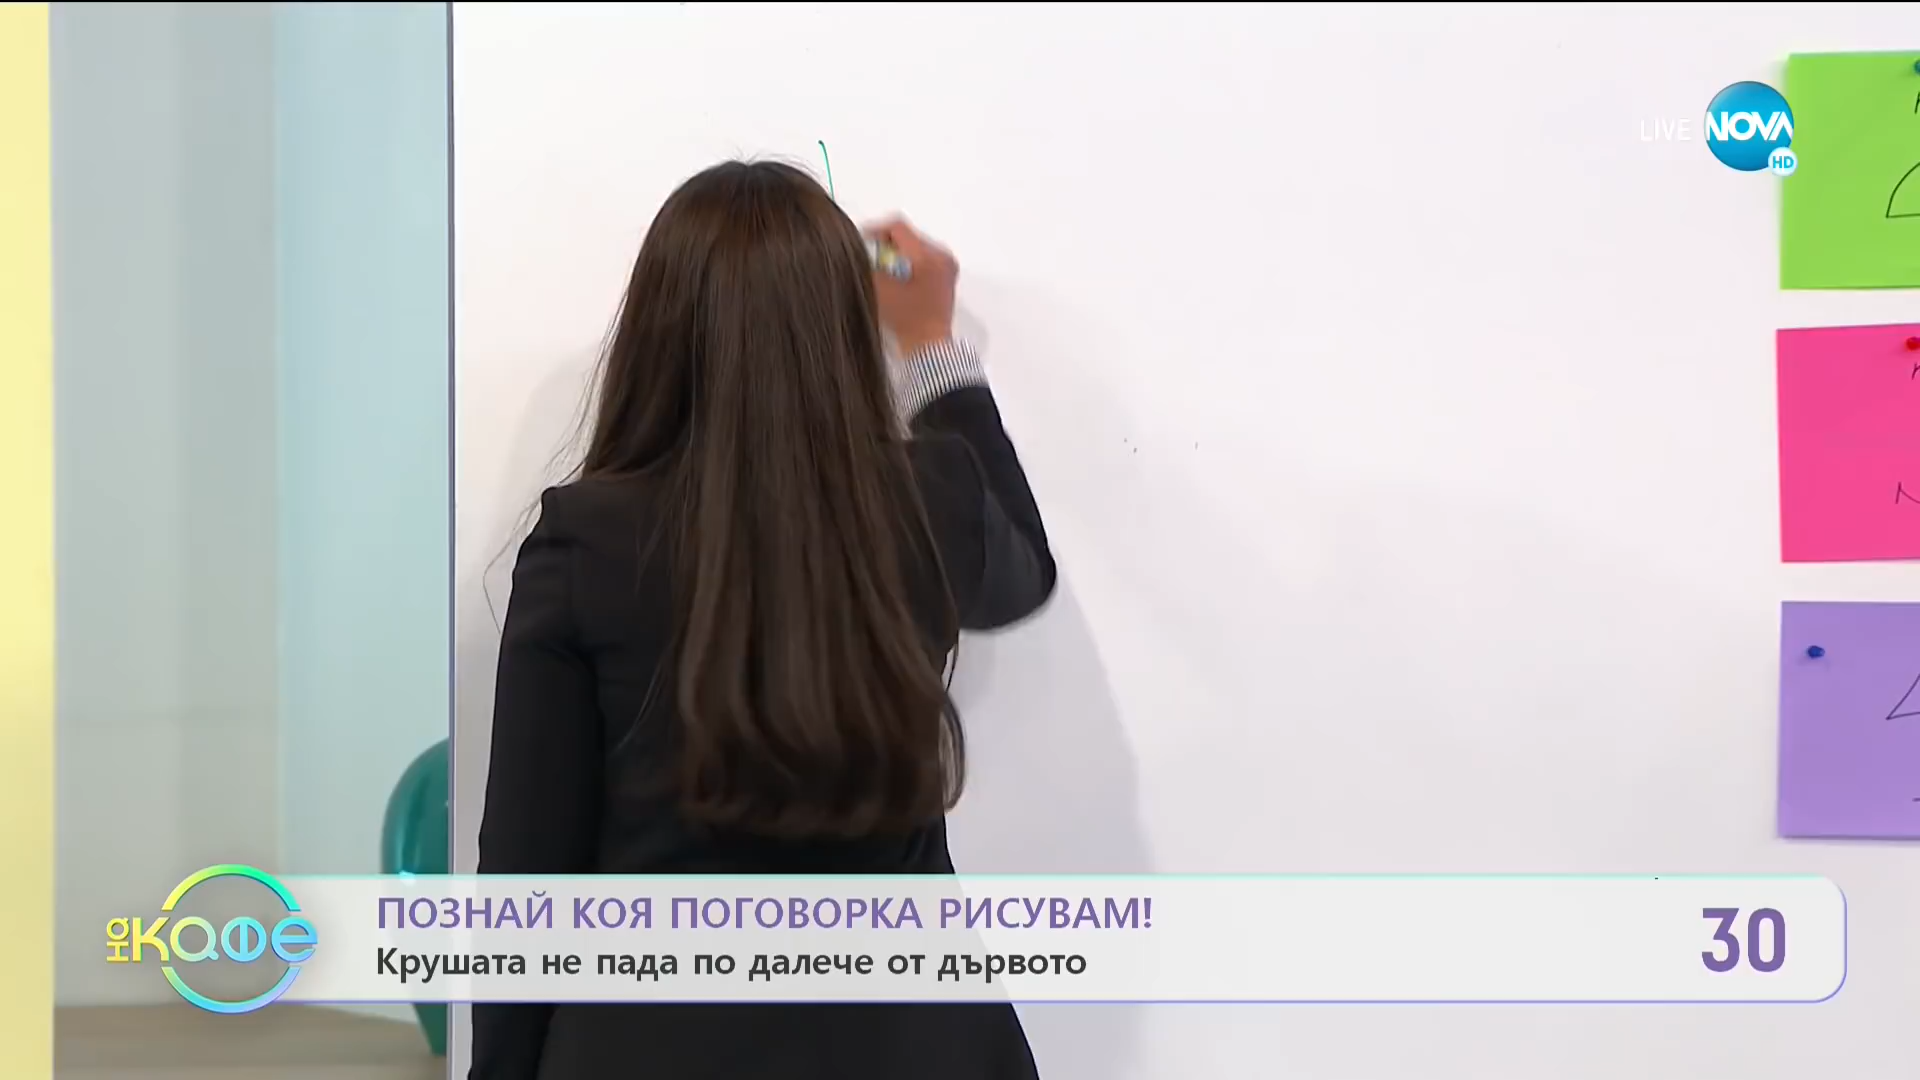 LIVE NOVA
HD
ПОЗНАЙ КОЯ ПОГОВОРКА РИСУВАМ!
30
на кафе
Крушата не пада по далече от дървото